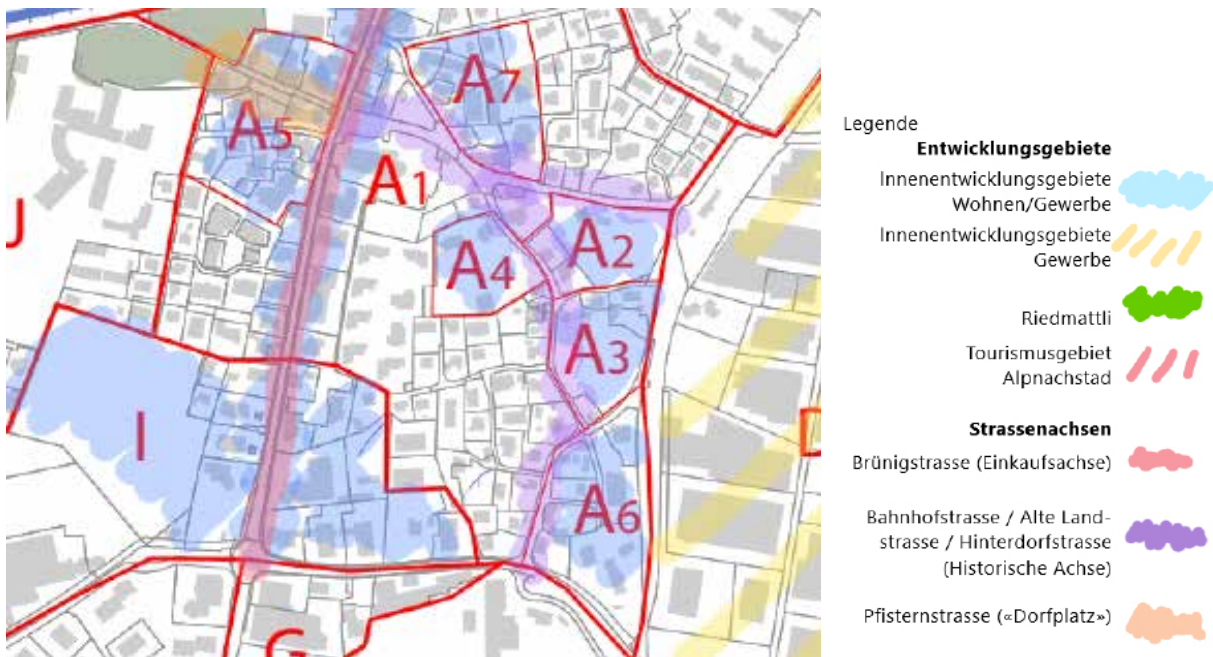 A7
A5
A1
J
A2
A4
A3
I
A6
D
G
Legende
Entwicklungsgebiete
Innenentwicklungsgebiete
Wohnen/Gewerbe
Innenentwicklungsgebiete
Gewerbe
Riedmattli
Tourismusgebiet
Alpnachstad
Strassenachsen
Brünigstrasse (Einkaufsachse)
Bahnhofstrasse / Alte Land-
strasse / Hinterdorfstrasse
(Historische Achse)
Pfisternstrasse («Dorfplatz»)